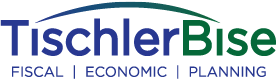 TischlerBise
FISCAL | ECONOMIC | PLANNING